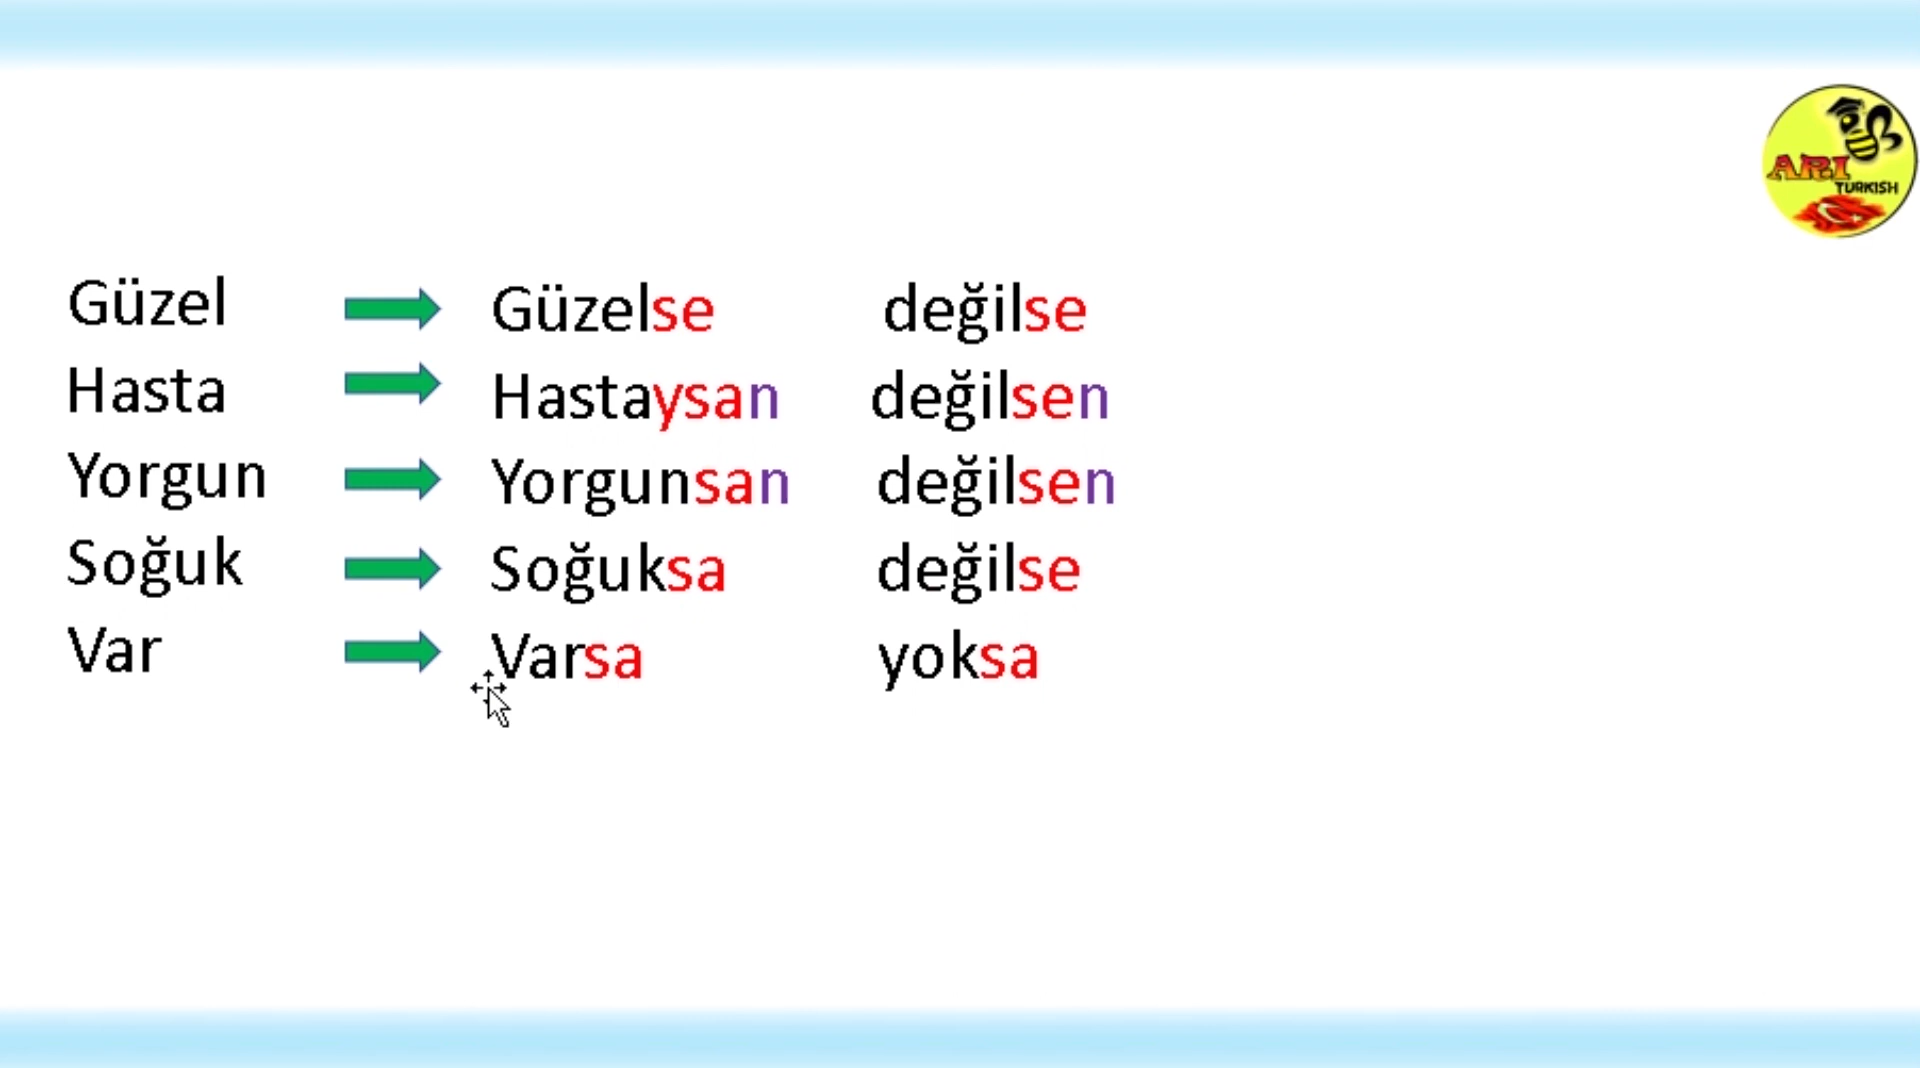 ARI
TURKISH
Güzel Güzelse değilse
Hasta Hastaysan değilsen
Yorgun Yorgunsan değilsen
Soğuk Soğuksa değilse
Var Varsa yoksa